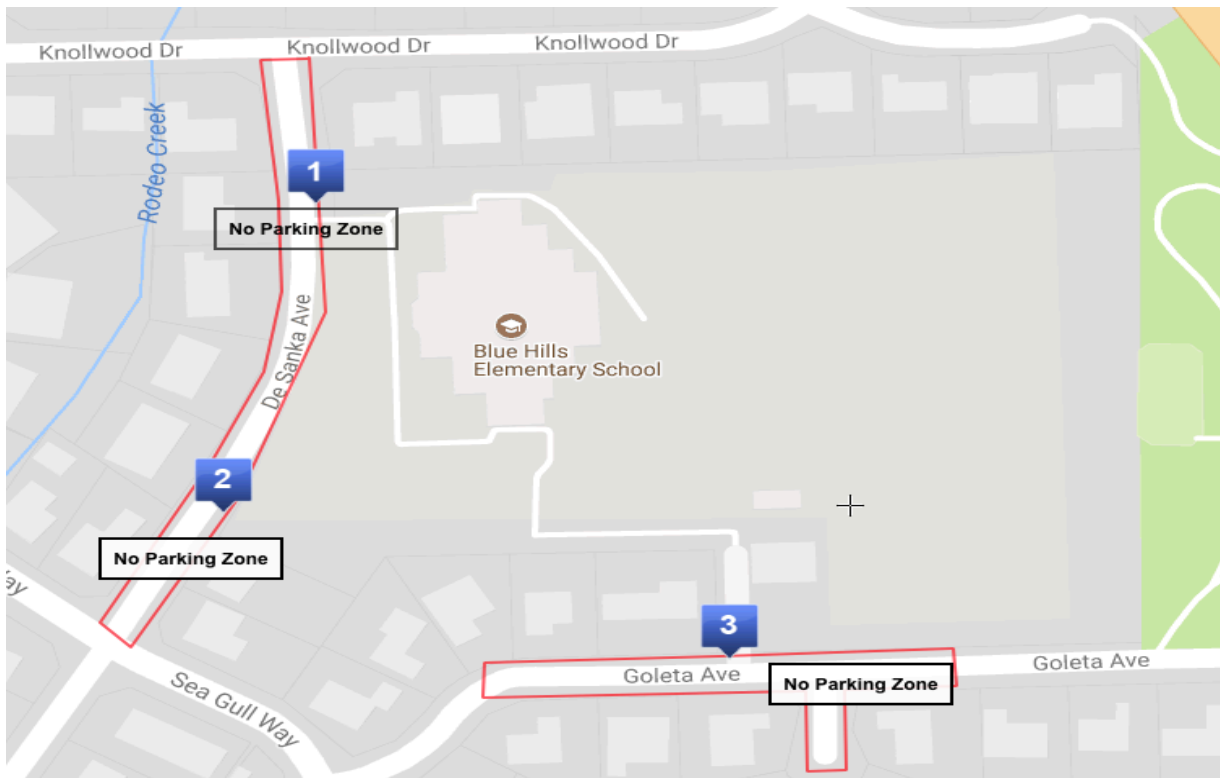 Knollwood Dr
Knollwood Dr
Knollwood Dr
Rodeo Creek
1
No Parking Zone
De Sanka Ave
Blue Hills
Elementary School
2
No Parking Zone
Sea Gull Way
3
Goleta Ave
Goleta Ave
No Parking Zone